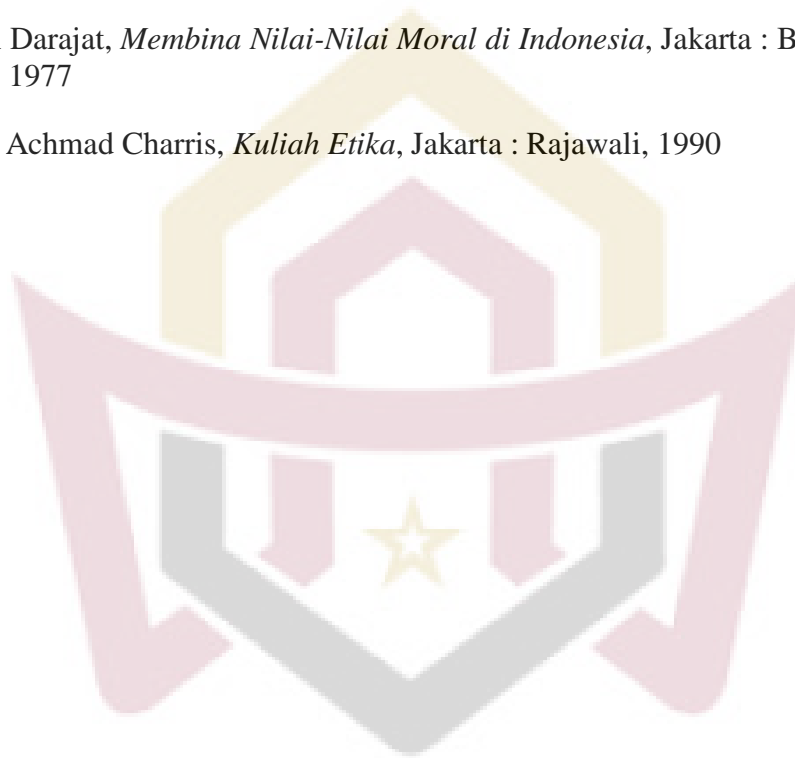 Darajat, Membina Nilai-Nilai Moral di Indonesia, Jakarta : B
1977
Achmad Charris, Kuliah Etika, Jakarta : Rajawali, 1990